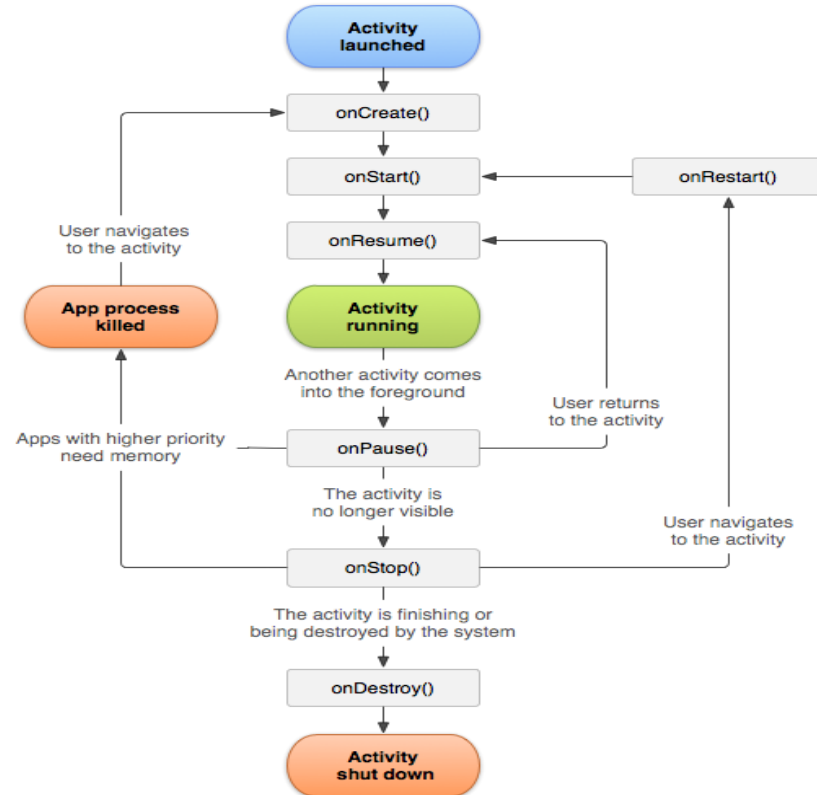 Activity
launched
onCreate()
onStart()
onRestart()
User navigates
to the activity
onResume()
App process
killed
Activity
running
Another activity comes
into the foreground
User returns
to the activity
Apps with higher priority
need memory
onPause()
The activity is
no longer visible
User navigates
to the activity
onStop()
The activity is finishing or
being destroyed by the system
onDestroy()
Activity
shut down